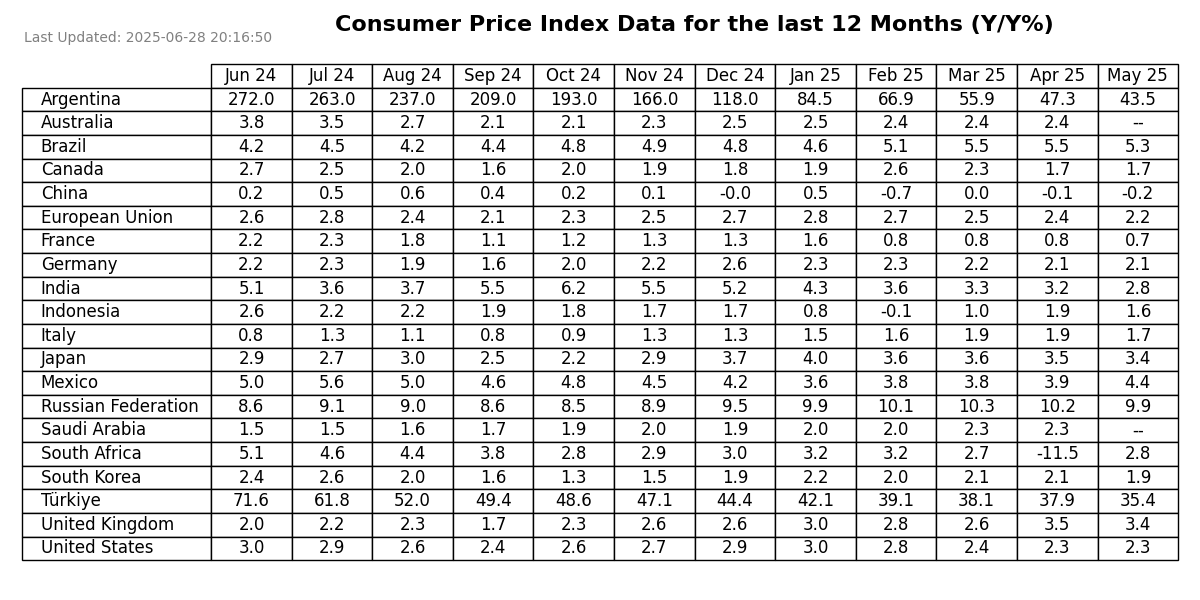 Consumer Price Index Data for the last 12 Months (Y/Y%)
Last Updated: 2025-06-28 20:16:50
Jun 24 Jul 24 Aug 24 Sep 24 Oct 24 Nov 24 Dec 24 Jan 25 Feb 25 Mar 25 Apr 25 May 25
Argentina 272.0 263.0 237.0 209.0 193.0 166.0 118.0 84.5 66.9 55.9 47.3 43.5
Australia 3.8 3.5 2.7 2.1 2.1 2.3 2.5 2.5 2.4 2.4 2.4 --
Brazil 4.2 4.5 4.2 4.4 4.8 4.9 4.8 4.6 5.1 5.5 5.5 5.3
Canada 2.7 2.5 2.0 1.6 2.0 1.9 1.8 1.9 2.6 2.3 1.7 1.7
China 0.2 0.5 0.6 0.4 0.2 0.1 -0.0 0.5 -0.7 0.0 -0.1 -0.2
European Union 2.6 2.8 2.4 2.1 2.3 2.5 2.7 2.8 2.7 2.5 2.4 2.2
France 2.2 2.3 1.8 1.1 1.2 1.3 1.3 1.6 0.8 0.8 0.8 0.7
Germany 2.2 2.3 1.9 1.6 2.0 2.2 2.6 2.3 2.3 2.2 2.1 2.1
India 5.1 3.6 3.7 5.5 6.2 5.5 5.2 4.3 3.6 3.3 3.2 2.8
Indonesia 2.6 2.2 2.2 1.9 1.8 1.7 1.7 0.8 -0.1 1.0 1.9 1.6
Italy 0.8 1.3 1.1 0.8 0.9 1.3 1.3 1.5 1.6 1.9 1.9 1.7
Japan 2.9 2.7 3.0 2.5 2.2 2.9 3.7 4.0 3.6 3.6 3.5 3.4
Mexico 5.0 5.6 5.0 4.6 4.8 4.5 4.2 3.6 3.8 3.8 3.9 4.4
Russian Federation 8.6 9.1 9.0 8.6 8.5 8.9 9.5 9.9 10.1 10.3 10.2 9.9
Saudi Arabia 1.5 1.5 1.6 1.7 1.9 2.0 1.9 2.0 2.0 2.3 2.3 --
South Africa 5.1 4.6 4.4 3.8 2.8 2.9 3.0 3.2 3.2 2.7 -11.5 2.8
South Korea 2.4 2.6 2.0 1.6 1.3 1.5 1.9 2.2 2.0 2.1 2.1 1.9
Türkiye 71.6 61.8 52.0 49.4 48.6 47.1 44.4 42.1 39.1 38.1 37.9 35.4
United Kingdom 2.0 2.2 2.3 1.7 2.3 2.6 2.6 3.0 2.8 2.6 3.5 3.4
United States 3.0 2.9 2.6 2.4 2.6 2.7 2.9 3.0 2.8 2.4 2.3 2.3